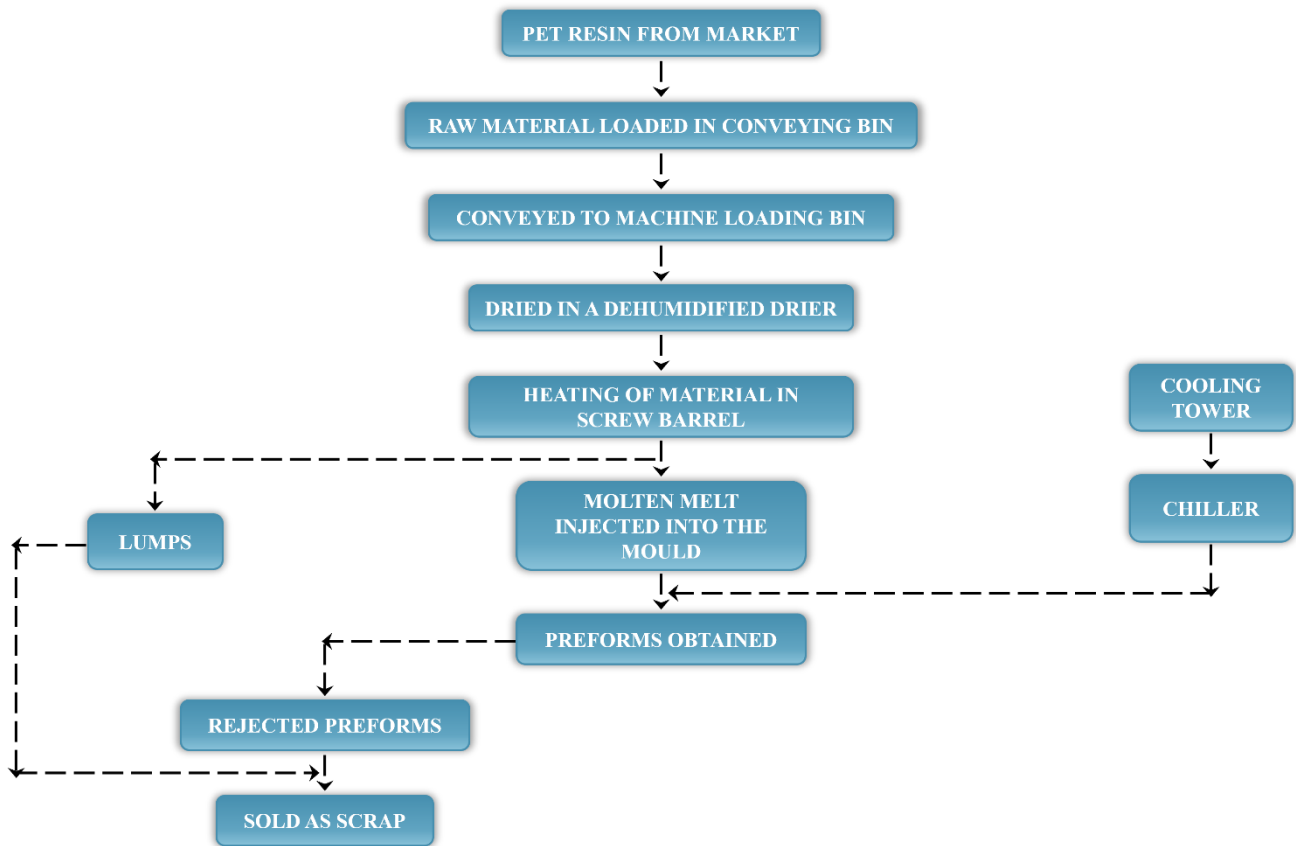 PET RESIN FROM MARKET
RAW MATERIAL LOADED IN CONVEYING BIN
CONVEYED TO MACHINE LOADING BIN
DRIED IN A DEHUMIDIFIED DRIER
HEATING OF MATERIAL IN
SCREW BARREL
COOLING
TOWER
MOLTEN MELT
INJECTED INTO THE
MOULD
CHILLER
LUMPS
PREFORMS OBTAINED
REJECTED PREFORMS
SOLD AS SCRAP